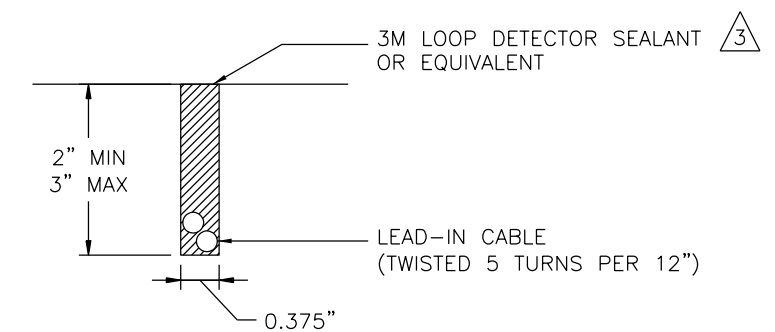 3M LOOP DETECTOR SEALANT 3
OR EQUIVALENT
2" MIN
3" MAX
LEAD-IN CABLE
(TWISTED 5 TURNS PER 12")
0.375"